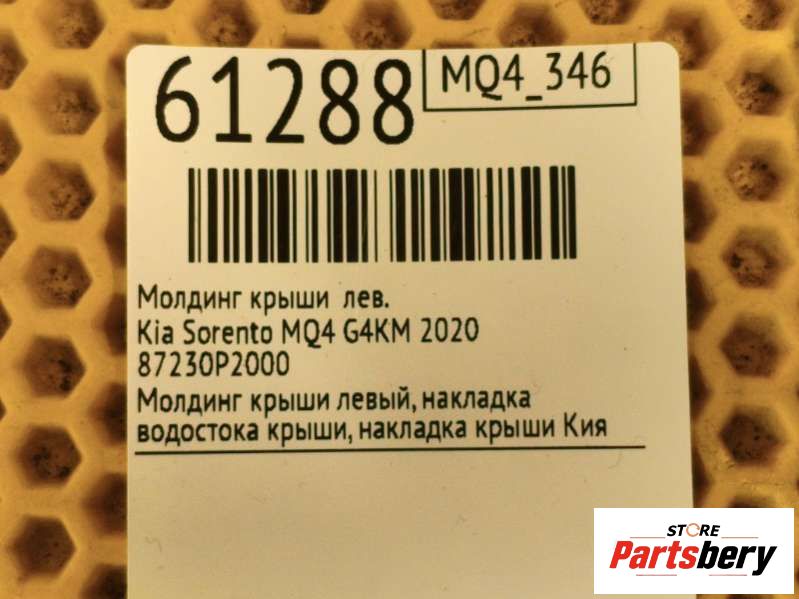 61288
MQ4_346
Молдинг крыши лев.
Kia Sorento MQ4 G4KM 2020
87230P2000
Молдинг крыши левый, накладка
водостока крыши, накладка крыши Кия
STORE
Partsbery